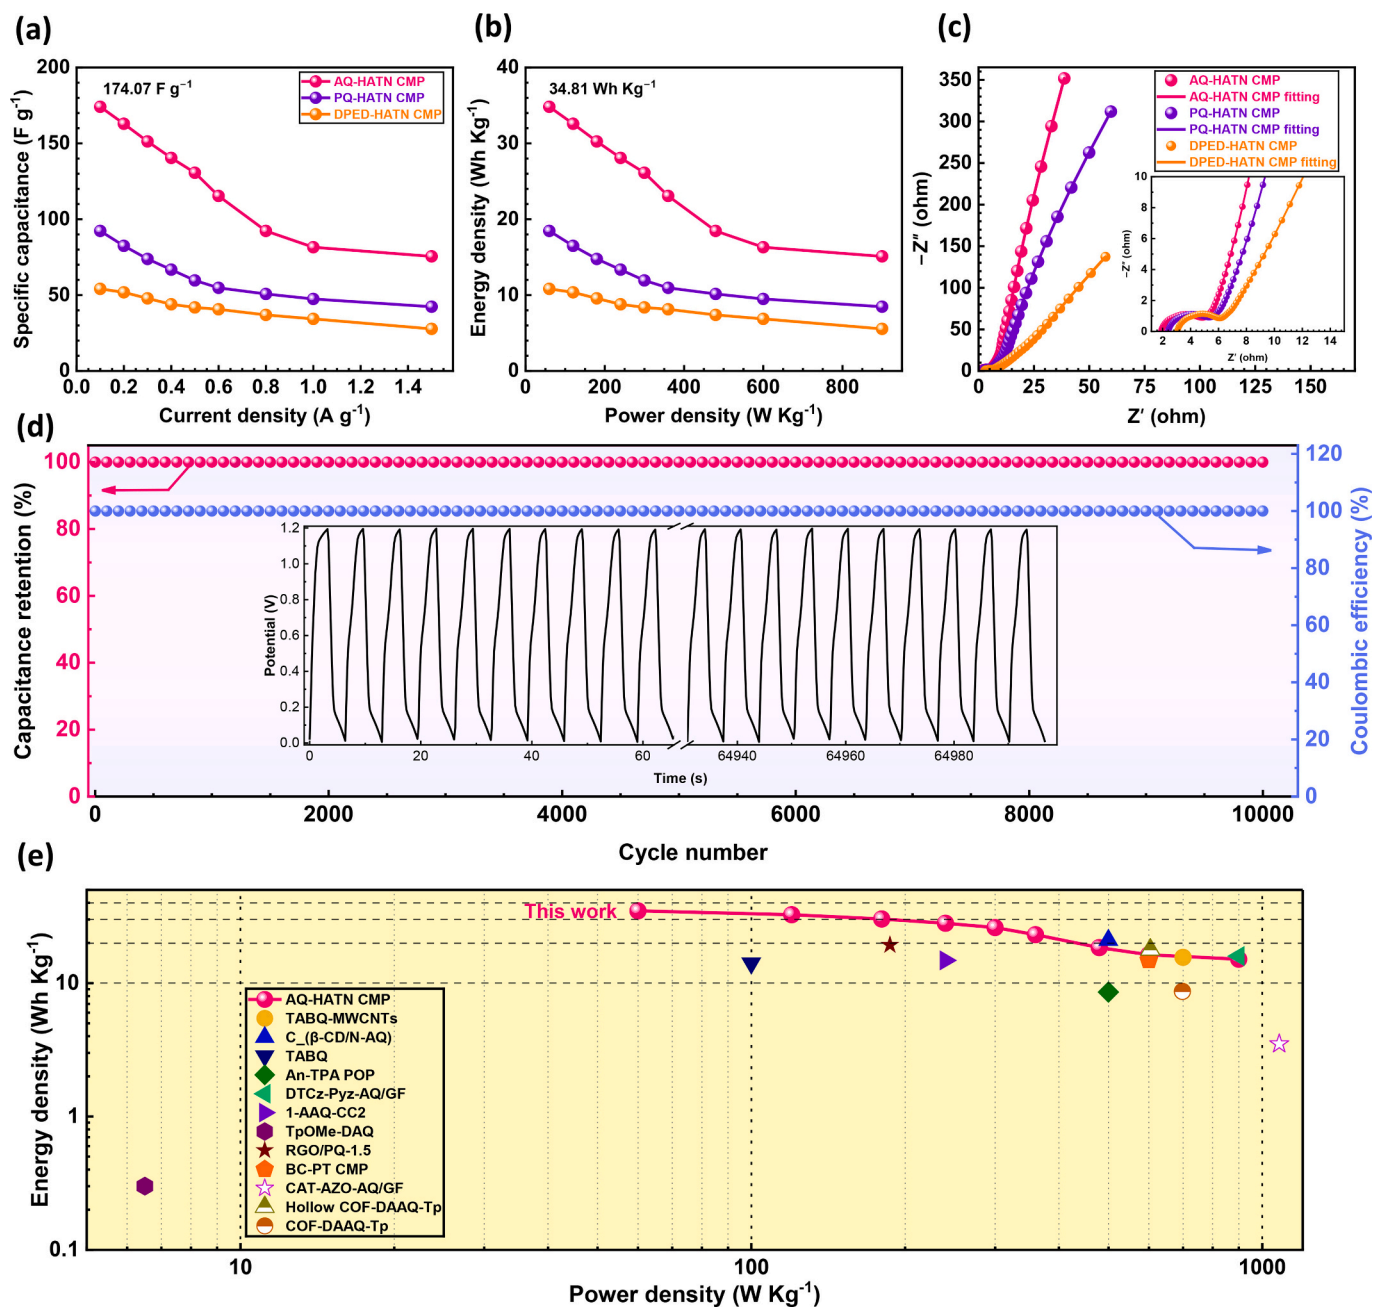 (a)
200
150
100
50
0
0.0 0.2 0.4 0.6 0.8 1.0 1.2 1.4
Specific capacitance (F g⁻¹)
Current density (A g⁻¹)
174.07 F g⁻¹
AQ-HATN CMP
PQ-HATN CMP
DPED-HATN CMP
(b)
40
30
20
10
0
0 200 400 600 800
Energy density (Wh Kg⁻¹)
Power density (W Kg⁻¹)
34.81 Wh Kg⁻¹
(c)
350
300
250
200
150
100
50
0
0 25 50 75 100 125 150
−Z″ (ohm)
Z′ (ohm)
AQ-HATN CMP
AQ-HATN CMP fitting
PQ-HATN CMP
PQ-HATN CMP fitting
DPED-HATN CMP
DPED-HATN CMP fitting
10
8
6
4
2
0
2 4 6 8 10 12 14
−Z″ (ohm)
Z′ (ohm)
(d)
100
80
60
40
20
0
Capacitance retention (%)
120
100
80
60
40
20
0
Coulombic efficiency (%)
0 2000 4000 6000 8000 10000
Cycle number
1.2
1.0
0.8
0.6
0.4
0.2
0.0
Potential (V)
0 20 40 60 64940 64960 64980
Time (s)
(e)
10
1
0.1
Energy density (Wh Kg⁻¹)
10 100 1000
Power density (W Kg⁻¹)
This work
AQ-HATN CMP
TABQ-MWCNTs
C_(β-CD/N-AQ)
TABQ
An-TPA POP
DTCz-Pyz-AQ/GF
1-AAQ-CC2
TpOMe-DAQ
RGO/PQ-1.5
BC-PT CMP
CAT-AZO-AQ/GF
Hollow COF-DAAQ-Tp
COF-DAAQ-Tp